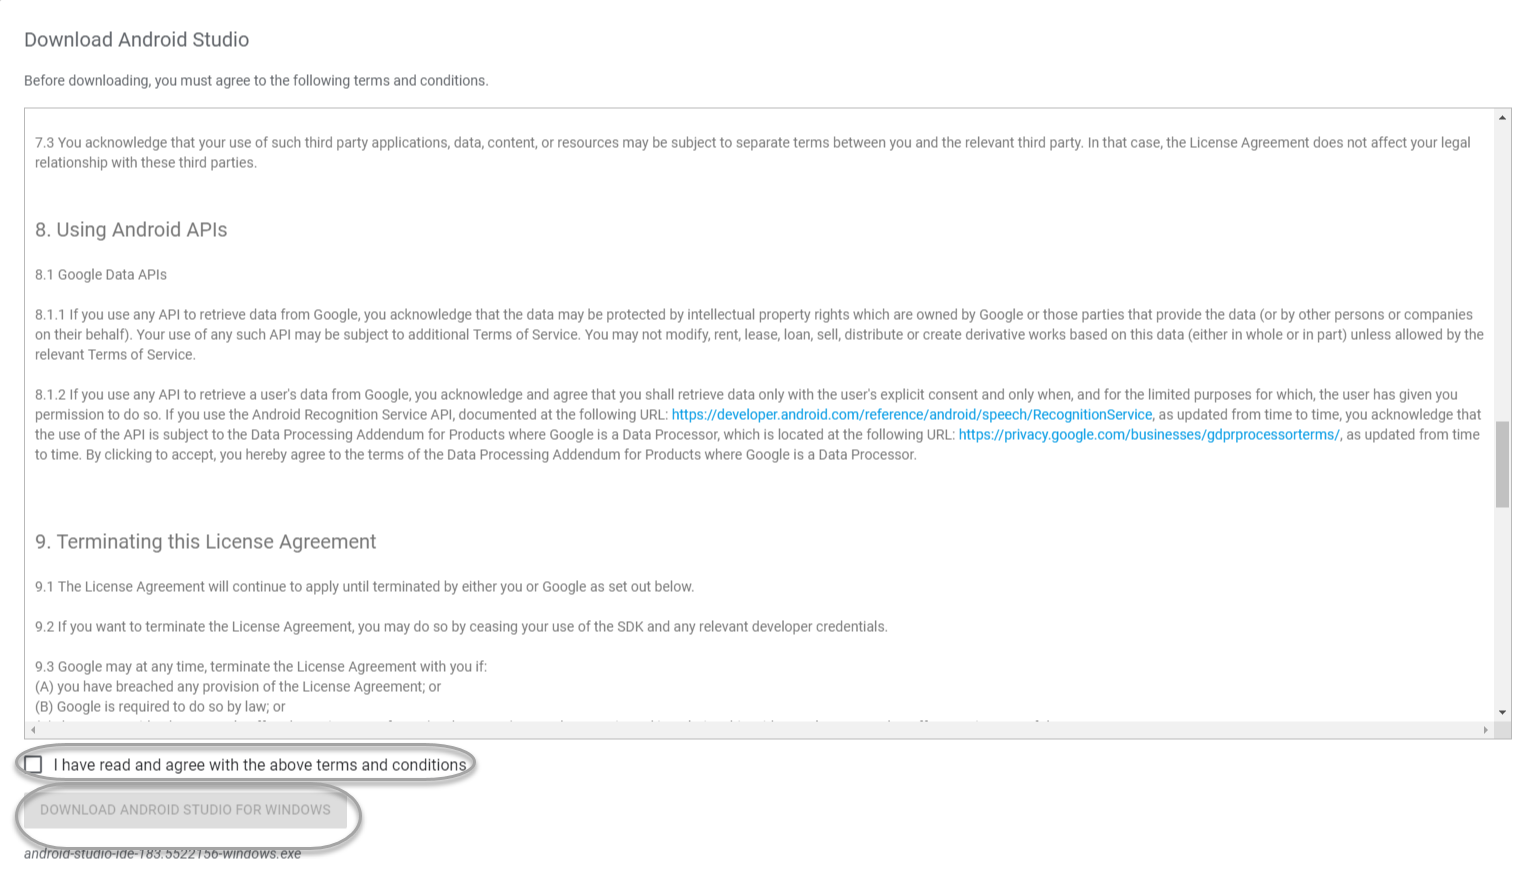 Download Android Studio
Before downloading, you must agree to the following terms and conditions.
7.3 You acknowledge that your use of such third party applications, data, content, or resources may be subject to separate terms between you and the relevant third party. In that case, the License Agreement does not affect your legal
relationship with these third parties.
8. Using Android APIs
8.1 Google Data APIs
8.1.1 If you use any API to retrieve data from Google, you acknowledge that the data may be protected by intellectual property rights which are owned by Google or those parties that provide the data (or by other persons or companies
on their behalf). Your use of any such API may be subject to additional Terms of Service. You may not modify, rent, lease, loan, sell, distribute or create derivative works based on this data (either in whole or in part) unless allowed by the
relevant Terms of Service.
8.1.2 If you use any API to retrieve a user's data from Google, you acknowledge and agree that you shall retrieve data only with the user's explicit consent and only when, and for the limited purposes for which, the user has given you
permission to do so. If you use the Android Recognition Service API, documented at the following URL: https://developer.android.com/reference/android/speech/RecognitionService, as updated from time to time, you acknowledge that
the use of the API is subject to the Data Processing Addendum for Products where Google is a Data Processor, which is located at the following URL: https://privacy.google.com/businesses/gdprprocessorterms/, as updated from time
to time. By clicking to accept, you hereby agree to the terms of the Data Processing Addendum for Products where Google is a Data Processor.
9. Terminating this License Agreement
9.1 The License Agreement will continue to apply until terminated by either you or Google as set out below.
9.2 If you want to terminate the License Agreement, you may do so by ceasing your use of the SDK and any relevant developer credentials.
9.3 Google may at any time, terminate the License Agreement with you if:
(A) you have breached any provision of the License Agreement; or
(B) Google is required to do so by law; or
I have read and agree with the above terms and conditions
DOWNLOAD ANDROID STUDIO FOR WINDOWS
android-studio-ide-183.5522156-windows.exe